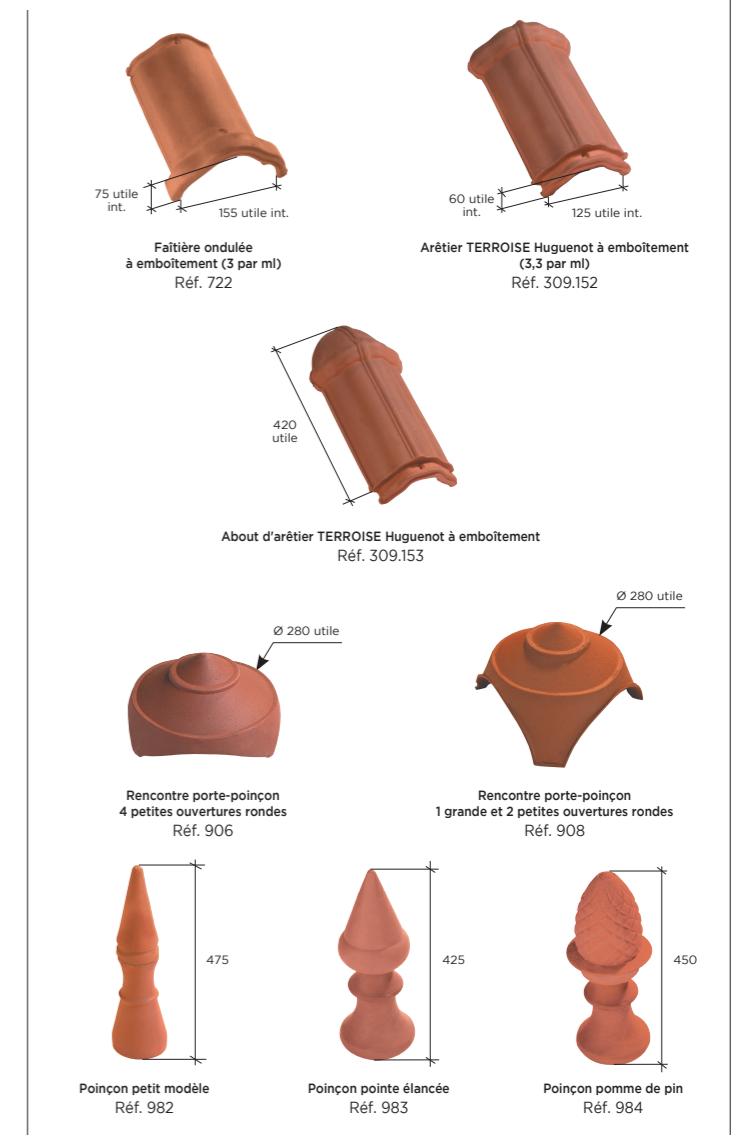 75 utile
int.
155 utile int.
60 utile
int.
125 utile int.
Faîtière ondulée
à emboîtement (3 par ml)
Réf. 722
Arêtier TERROISE Huguenot à emboîtement
(3,3 par ml)
Réf. 309.152
420
utile
About d'arêtier TERROISE Huguenot à emboîtement
Réf. 309.153
Ø 280 utile
Ø 280 utile
Rencontre porte-poinçon
4 petites ouvertures rondes
Réf. 906
Rencontre porte-poinçon
1 grande et 2 petites ouvertures rondes
Réf. 908
475
425
450
Poinçon petit modèle
Réf. 982
Poinçon pointe élancée
Réf. 983
Poinçon pomme de pin
Réf. 984